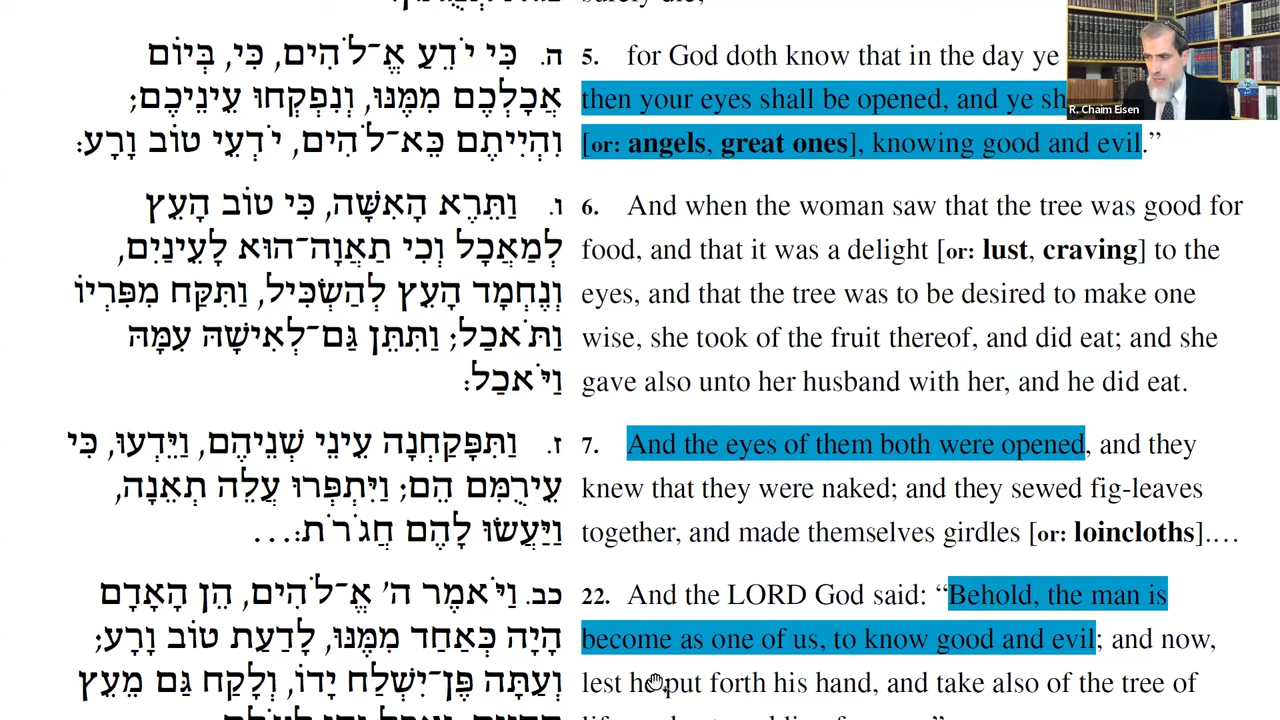 surely die;
ה. כִּי יֹדֵעַ אֱ־לֹהִים, כִּי, בְּיוֹם
אֲכָלְכֶם מִמֶּנּוּ, וְנִפְקְחוּ עֵינֵיכֶם;
וִהְיִיתֶם כֵּא־לֹהִים, יֹדְעֵי טוֹב וָרָע:
5. for God doth know that in the day ye
then your eyes shall be opened, and ye sh
[or: angels, great ones], knowing good and evil.”
ו. וַתֵּרֶא הָאִשָּׁה, כִּי טוֹב הָעֵץ
לְמַאֲכָל וְכִי תַאֲוָה־הוּא לָעֵינַיִם,
וְנֶחְמָד הָעֵץ לְהַשְׂכִּיל, וַתִּקַּח מִפִּרְיוֹ
וַתֹּאכַל; וַתִּתֵּן גַּם־לְאִישָׁהּ עִמָּהּ
וַיֹּאכַל:
6. And when the woman saw that the tree was good for
food, and that it was a delight [or: lust, craving] to the
eyes, and that the tree was to be desired to make one
wise, she took of the fruit thereof, and did eat; and she
gave also unto her husband with her, and he did eat.
ז. וַתִּפָּקַחְנָה עֵינֵי שְׁנֵיהֶם, וַיֵּדְעוּ, כִּי
עֵירֻמִּם הֵם; וַיִּתְפְּרוּ עֲלֵה תְאֵנָה,
וַיַּעֲשׂוּ לָהֶם חֲגֹרֹת:…
7. And the eyes of them both were opened, and they
knew that they were naked; and they sewed fig-leaves
together, and made themselves girdles [or: loincloths].…
כב. וַיֹּאמֶר ה' אֱ־לֹהִים, הֵן הָאָדָם
הָיָה כְּאַחַד מִמֶּנּוּ, לָדַעַת טוֹב וָרָע;
וְעַתָּה פֶּן־יִשְׁלַח יָדוֹ, וְלָקַח גַּם מֵעֵץ
22. And the LORD God said: “Behold, the man is
become as one of us, to know good and evil; and now,
lest he put forth his hand, and take also of the tree of
R. Chaim Eisen